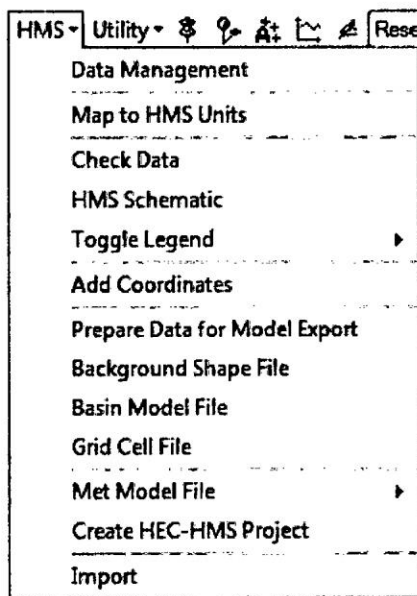 HMS Utility Rese
Data Management
Map to HMS Units
Check Data
HMS Schematic
Toggle Legend
Add Coordinates
Prepare Data for Model Export
Background Shape File
Basin Model File
Grid Cell File
Met Model File
Create HEC-HMS Project
Import